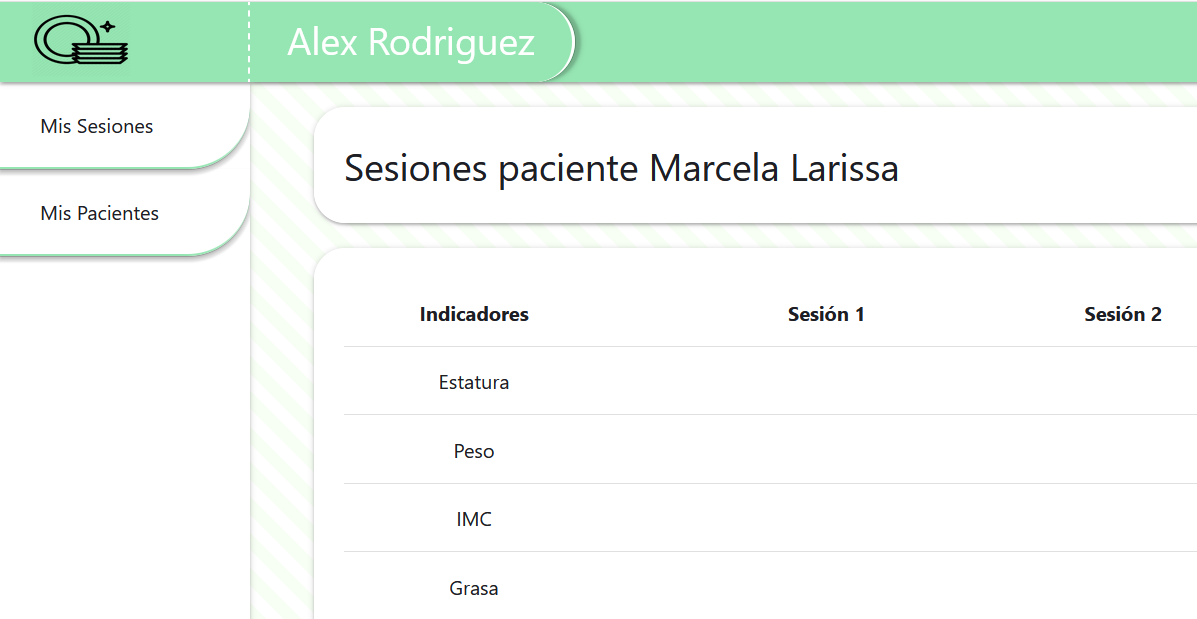 Alex Rodriguez
Mis Sesiones
Mis Pacientes
Sesiones paciente Marcela Larissa
Indicadores Sesión 1 Sesión 2
Estatura
Peso
IMC
Grasa